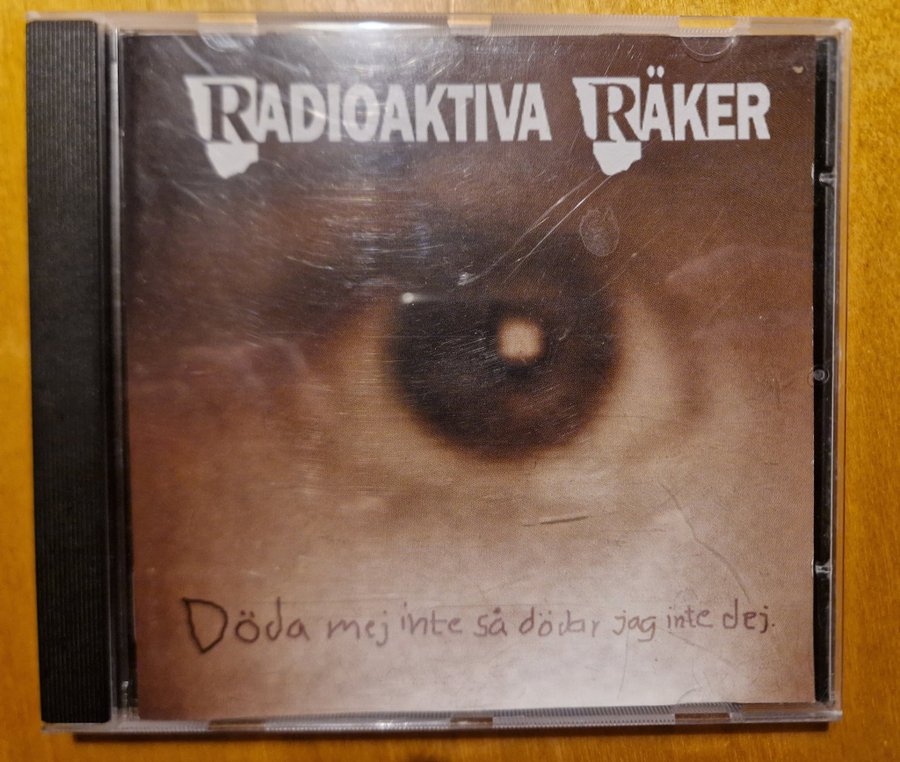 RADIOAKTIVA RÄKER
Döda mej inte så dödar jag inte dej.